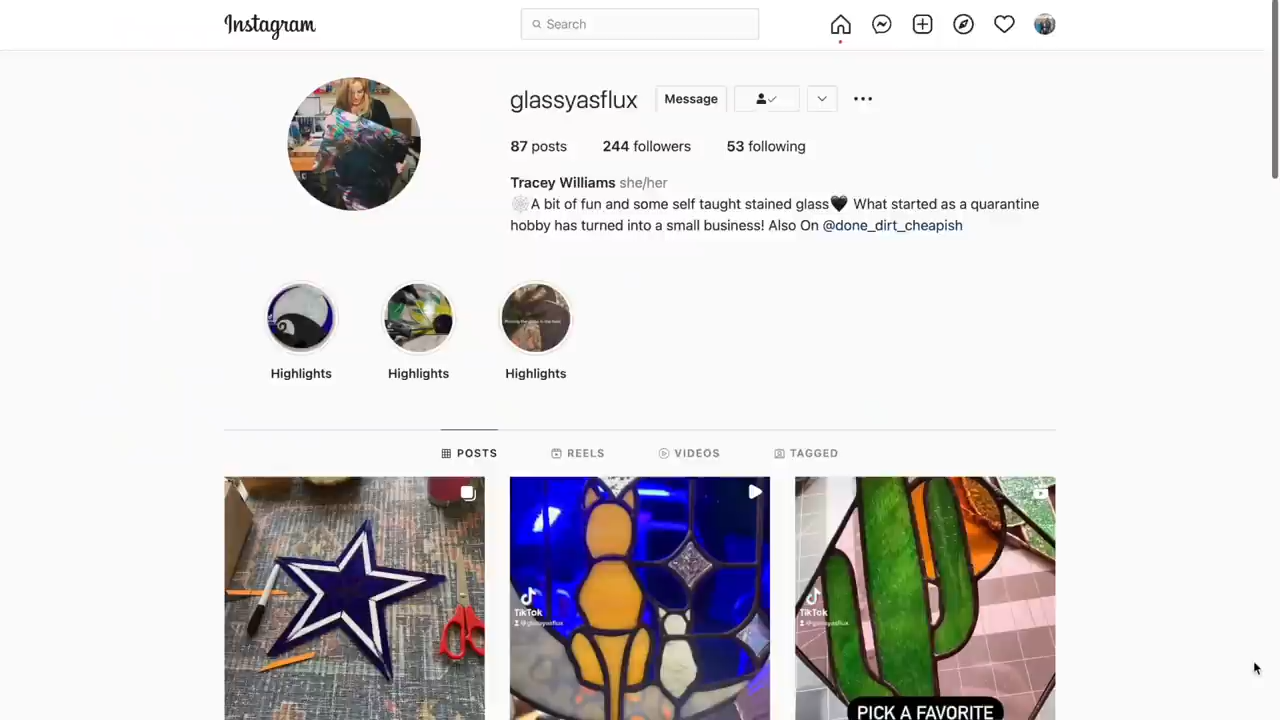 Instagram
Search
glassyasflux
Message
87 posts 244 followers 53 following
Tracey Williams she/her
🕸️A bit of fun and some self taught stained glass🖤 What started as a quarantine
hobby has turned into a small business! Also On @done_dirt_cheapish
Highlights Highlights Highlights
POSTS REELS VIDEOS TAGGED
TikTok
@glassyasflux
TikTok
@glassyasflux
PICK A FAVORITE